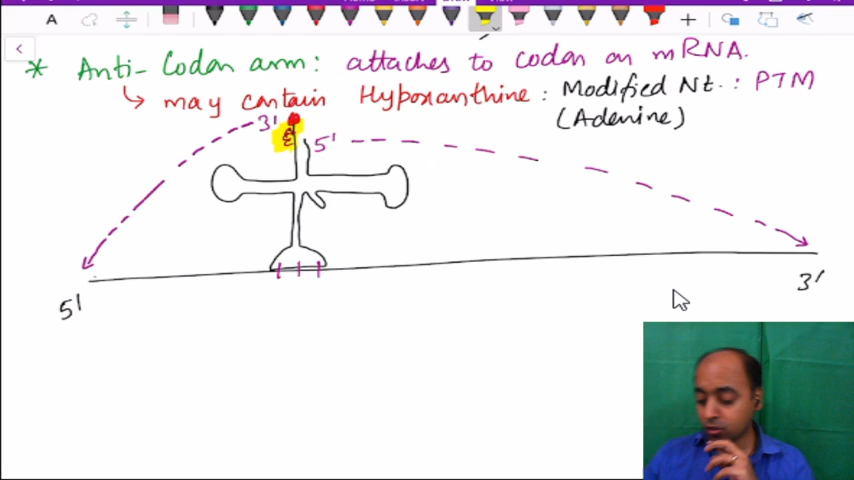 * Anti-Codon arm: attaches to codon on mRNA.
↳ may contain Hypoxanthine: Modified Nt.: PTM
(Adenine)
3'
5'
5'
3'